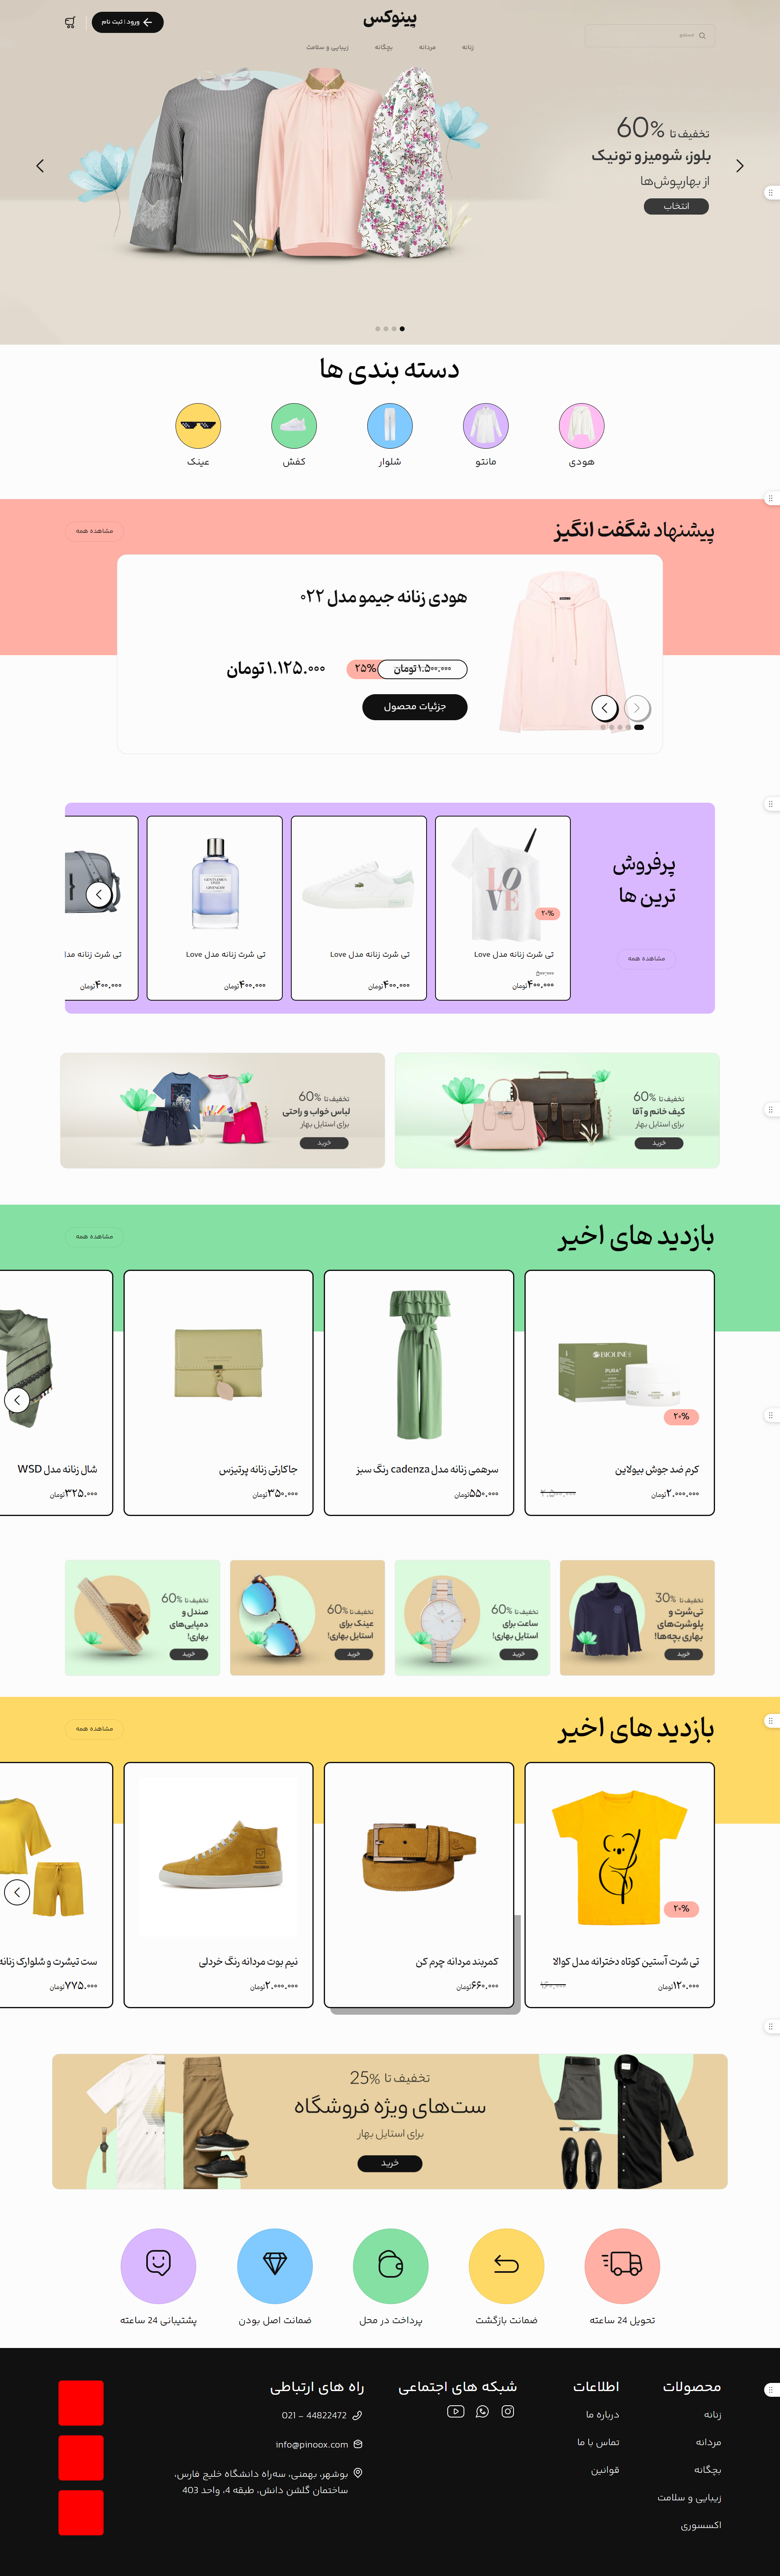 پینوکس
ورود | ثبت نام
جستجو
زنانه
مردانه
بچگانه
زیبایی و سلامت
تخفیف تا 60%
بلوز، شومیز و تونیک
از بهارپوش‌ها
انتخاب
دسته بندی ها
هودی
مانتو
شلوار
کفش
عینک
پیشنهاد شگفت انگیز
مشاهده همه
هودی زنانه جیمو مدل ۰۲۲
۱.۵۰۰.۰۰۰ تومان
۲۵%
۱.۱۲۵.۰۰۰ تومان
جزئیات محصول
پرفروش
ترین ها
مشاهده همه
LOVE
۲۰%
تی شرت زنانه مدل Love
۵۰۰.۰۰۰
۴۰۰.۰۰۰ تومان
GENTLEMEN ONLY
GIVENCHY
تی شرت زنانه مدل Love
۴۰۰.۰۰۰ تومان
تی شرت زنانه مدل Love
۴۰۰.۰۰۰ تومان
تی شرت زنانه مدل
۴۰۰.۰۰۰ تومان
تخفیف تا 60%
کیف خانم و آقا
برای استایل بهار
خرید
تخفیف تا 60%
لباس خواب و راحتی
برای استایل بهار
خرید
بازدید های اخیر
مشاهده همه
BIOLINE
PURA+
۲۰%
کرم ضد جوش بیولاین
۲.۰۰۰.۰۰۰ تومان
۲.۵۰۰.۰۰۰
سرهمی زنانه مدل cadenza رنگ سبز
۵۵۰.۰۰۰ تومان
جاکارتی زنانه پرتیزس
۳۵۰.۰۰۰ تومان
شال زنانه مدل WSD
۳۲۵.۰۰۰ تومان
تخفیف تا 30%
تی‌شرت و
پلوشرت‌های
بهاری بچه‌ها!
خرید
تخفیف تا 60%
ساعت برای
استایل بهاری!
خرید
تخفیف تا 60%
عینک برای
استایل بهاری!
خرید
تخفیف تا 60%
صندل و
دمپایی‌های
بهاری!
خرید
بازدید های اخیر
مشاهده همه
۲۰%
تی شرت آستین کوتاه دخترانه مدل کوالا
۱۲۰.۰۰۰ تومان
۱۶۰.۰۰۰
کمربند مردانه چرم کن
۶۶۰.۰۰۰ تومان
نیم بوت مردانه رنگ خردلی
۲.۰۰۰.۰۰۰ تومان
ست تیشرت و شلوارک زنانه
۷۷۵.۰۰۰ تومان
تخفیف تا 25%
ست‌های ویژه فروشگاه
برای استایل بهار
خرید
تحویل 24 ساعته
ضمانت بازگشت
پرداخت در محل
ضمانت اصل بودن
پشتیبانی 24 ساعته
محصولات
زنانه
مردانه
بچگانه
زیبایی و سلامت
اکسسوری
اطلاعات
درباره ما
تماس با ما
قوانین
شبکه های اجتماعی
راه های ارتباطی
021 – 44822472
info@pinoox.com
بوشهر، بهمنی، سه‌راه دانشگاه خلیج فارس،
ساختمان گلشن دانش، طبقه 4، واحد 403